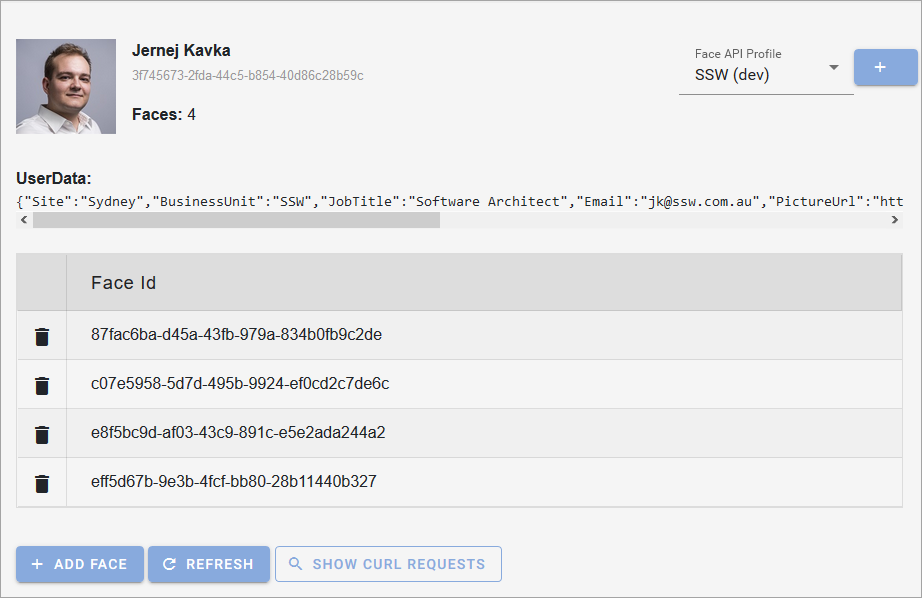 Jernej Kavka
3f745673-2fda-44c5-b854-40d86c28b59c
Faces: 4
Face API Profile
SSW (dev)
UserData:
{"Site":"Sydney","BusinessUnit":"SSW","JobTitle":"Software Architect","Email":"jk@ssw.com.au","PictureUrl":"htt
Face Id
87fac6ba-d45a-43fb-979a-834b0fb9c2de
c07e5958-5d7d-495b-9924-ef0cd2c7de6c
e8f5bc9d-af03-43c9-891c-e5e2ada244a2
eff5d67b-9e3b-4fcf-bb80-28b11440b327
ADD FACE
REFRESH
SHOW CURL REQUESTS